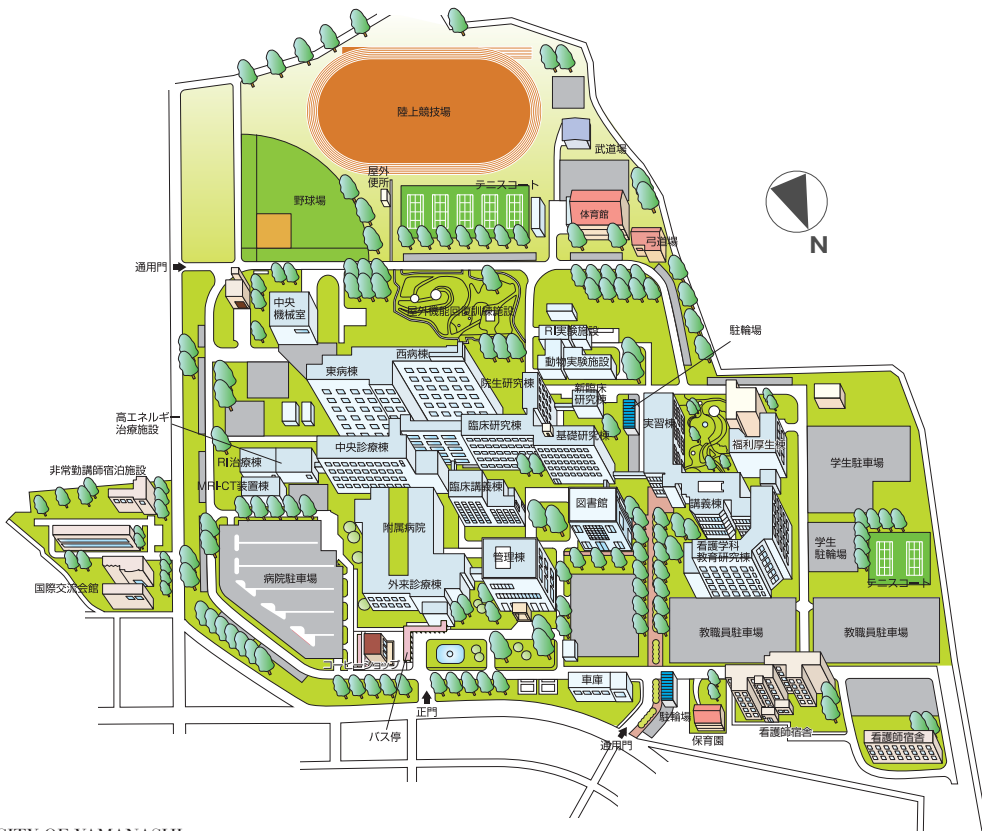 陸上競技場
武道場
屋外
便所
テニスコート
野球場
体育館
弓道場
N
通用門
中央
機械室
屋外機能回復訓練施設
RI実験施設
駐輪場
西病棟
動物実験施設
東病棟
院生研究棟
新臨床
研究棟
高エネルギー
治療施設
臨床研究棟
基礎研究棟
実習棟
福利厚生棟
中央診療棟
RI治療棟
学生駐車場
非常勤講師宿泊施設
MRI-CT装置棟
臨床講義棟
図書館
講義棟
附属病院
看護学科
教育研究棟
学生
駐輪場
管理棟
病院駐車場
外来診療棟
国際交流会館
テニスコート
教職員駐車場
教職員駐車場
コーヒーショップ
車庫
正門
駐輪場
バス停
通用門
保育園
看護師宿舎
看護師宿舎